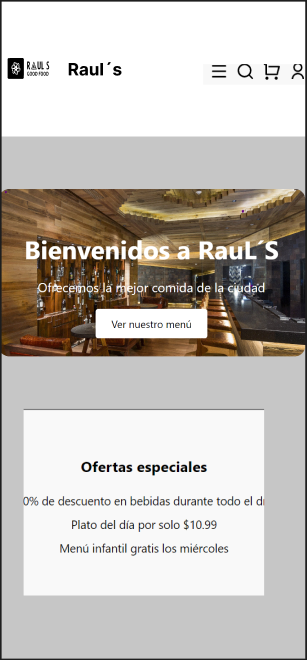 RAUL'S
GOOD FOOD
Raul´s
Bienvenidos a RauL´S
Ofrecemos la mejor comida de la ciudad
Ver nuestro menú
Ofertas especiales
0% de descuento en bebidas durante todo el d
Plato del día por solo $10.99
Menú infantil gratis los miércoles